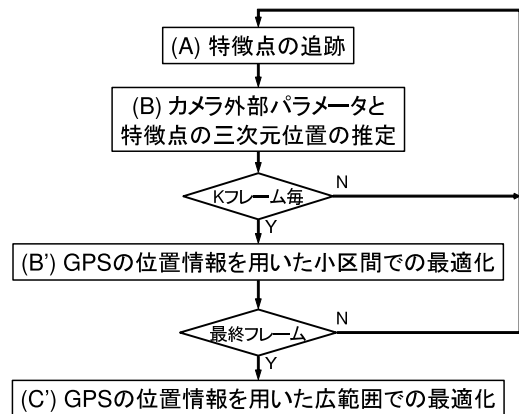 (A) 特徴点の追跡
(B) カメラ外部パラメータと
特徴点の三次元位置の推定
Kフレーム毎
N
Y
(B') GPSの位置情報を用いた小区間での最適化
最終フレーム
N
Y
(C') GPSの位置情報を用いた広範囲での最適化